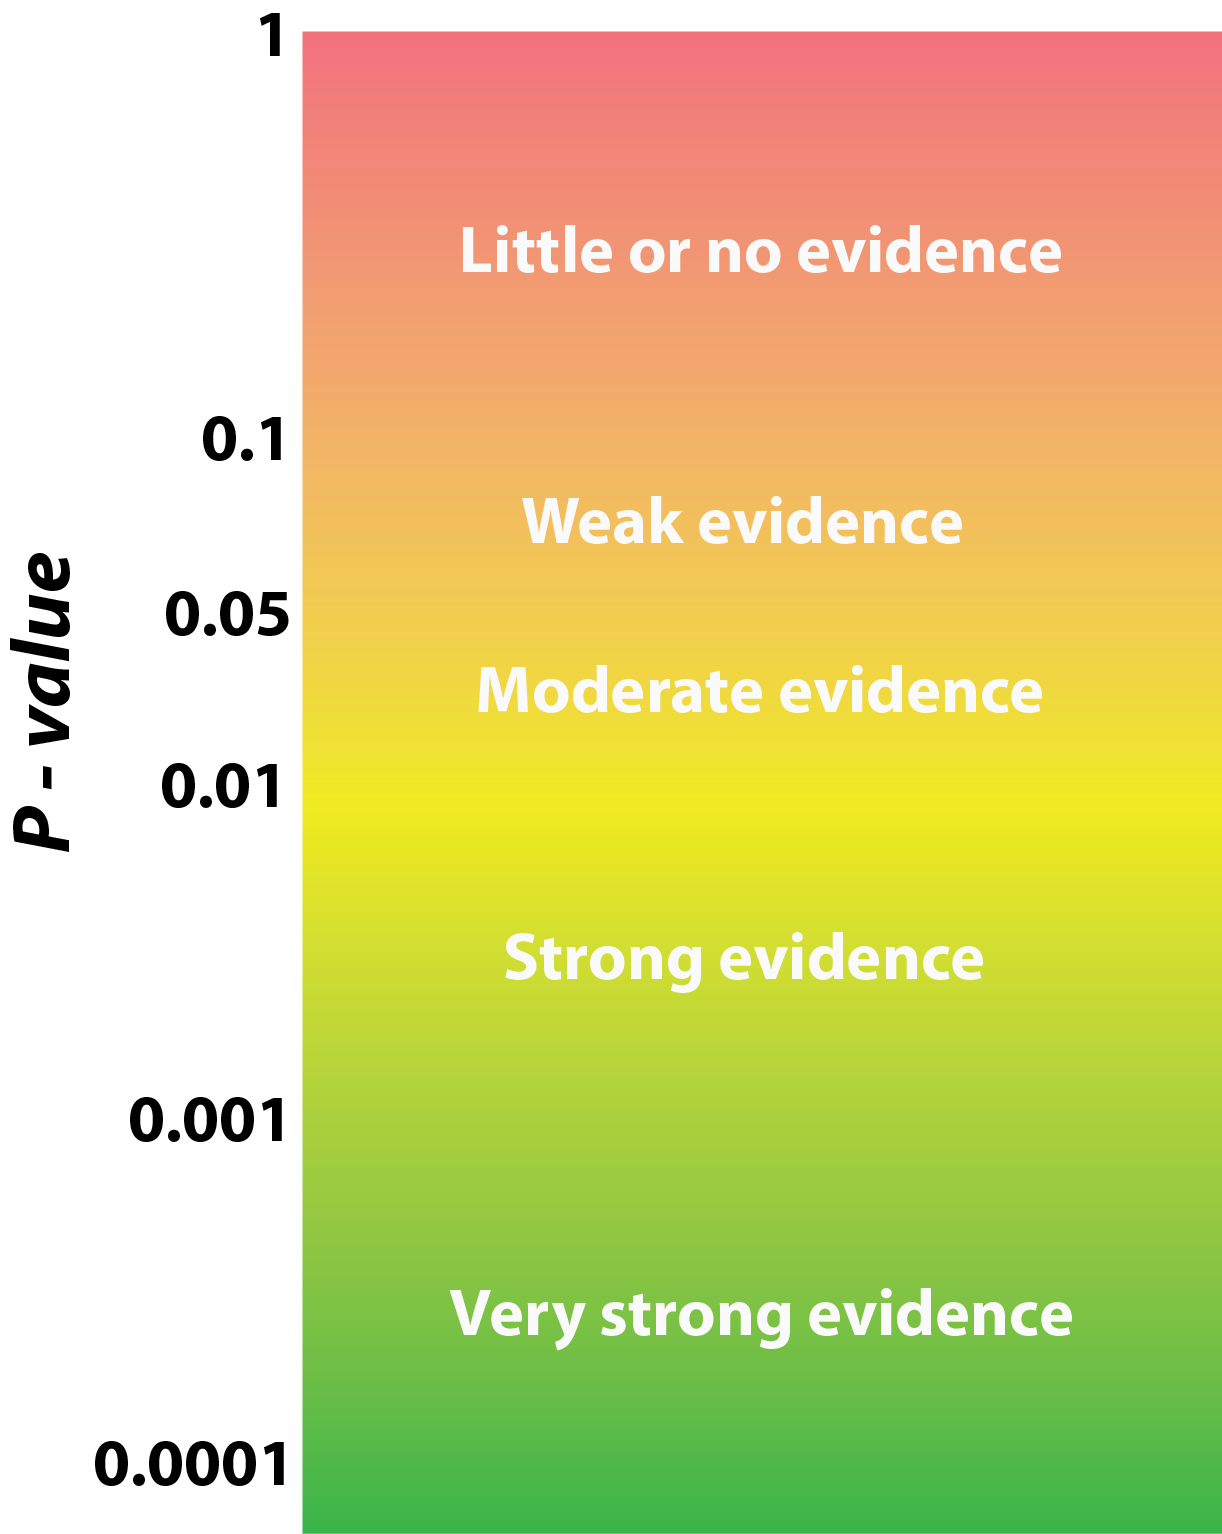 1
Little or no evidence
0.1
Weak evidence
0.05
Moderate evidence
0.01
Strong evidence
0.001
Very strong evidence
0.0001
P - value